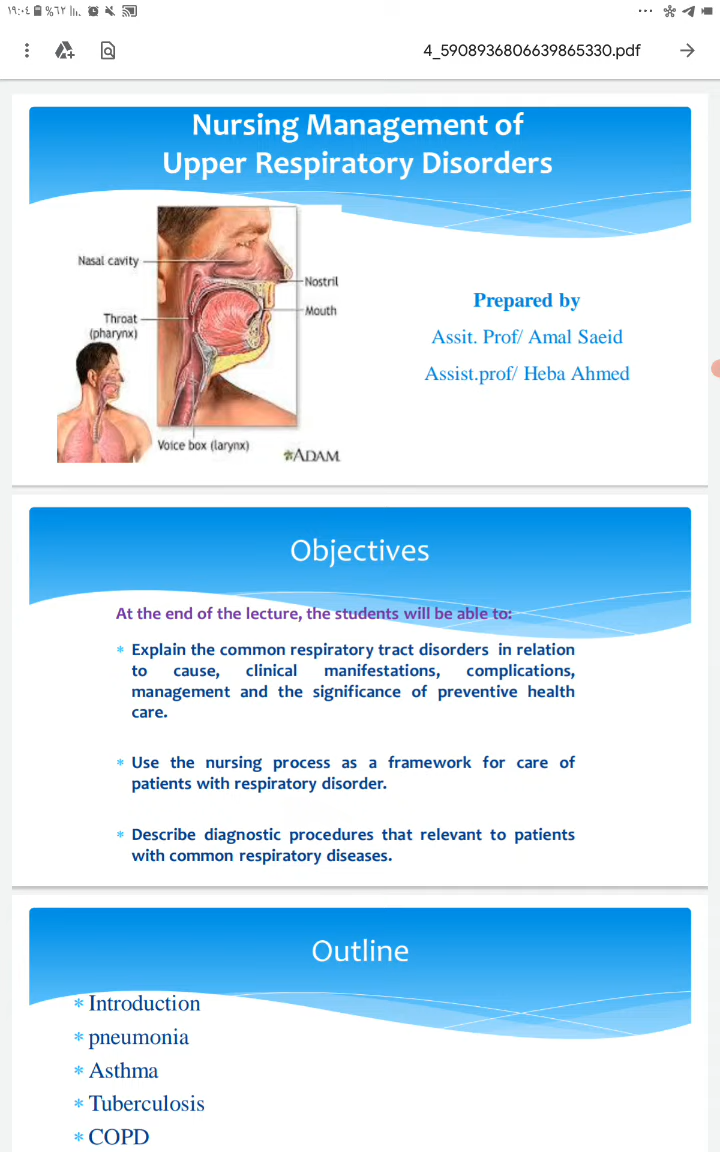 ١٩:٠٤ %٦٢
4_5908936806639865330.pdf
Nursing Management of
Upper Respiratory Disorders
Nasal cavity
Nostril
Mouth
Throat
(pharynx)
Voice box (larynx)
ADAM
Prepared by
Assit. Prof/ Amal Saeid
Assist.prof/ Heba Ahmed
Objectives
At the end of the lecture, the students will be able to:
* Explain the common respiratory tract disorders in relation
to cause, clinical manifestations, complications,
management and the significance of preventive health
care.
* Use the nursing process as a framework for care of
patients with respiratory disorder.
* Describe diagnostic procedures that relevant to patients
with common respiratory diseases.
Outline
* Introduction
* pneumonia
* Asthma
* Tuberculosis
* COPD